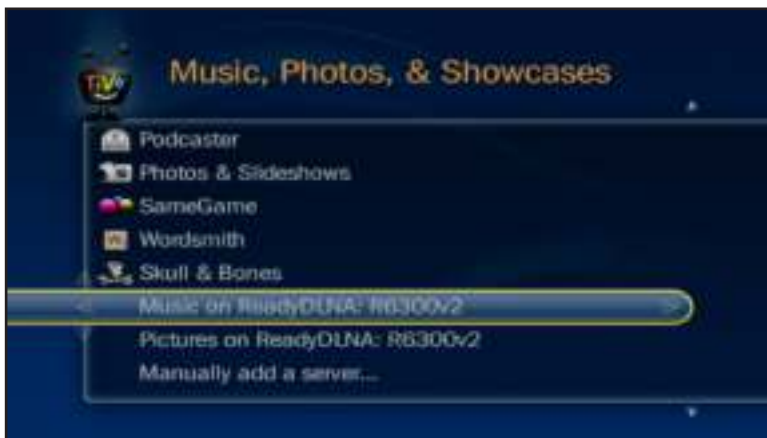 TiVo
Music, Photos, & Showcases
Podcaster
Photos & Slideshows
SameGame
Wordsmith
Skull & Bones
Music on ReadyDLNA: R6300v2
Pictures on ReadyDLNA: R6300v2
Manually add a server...